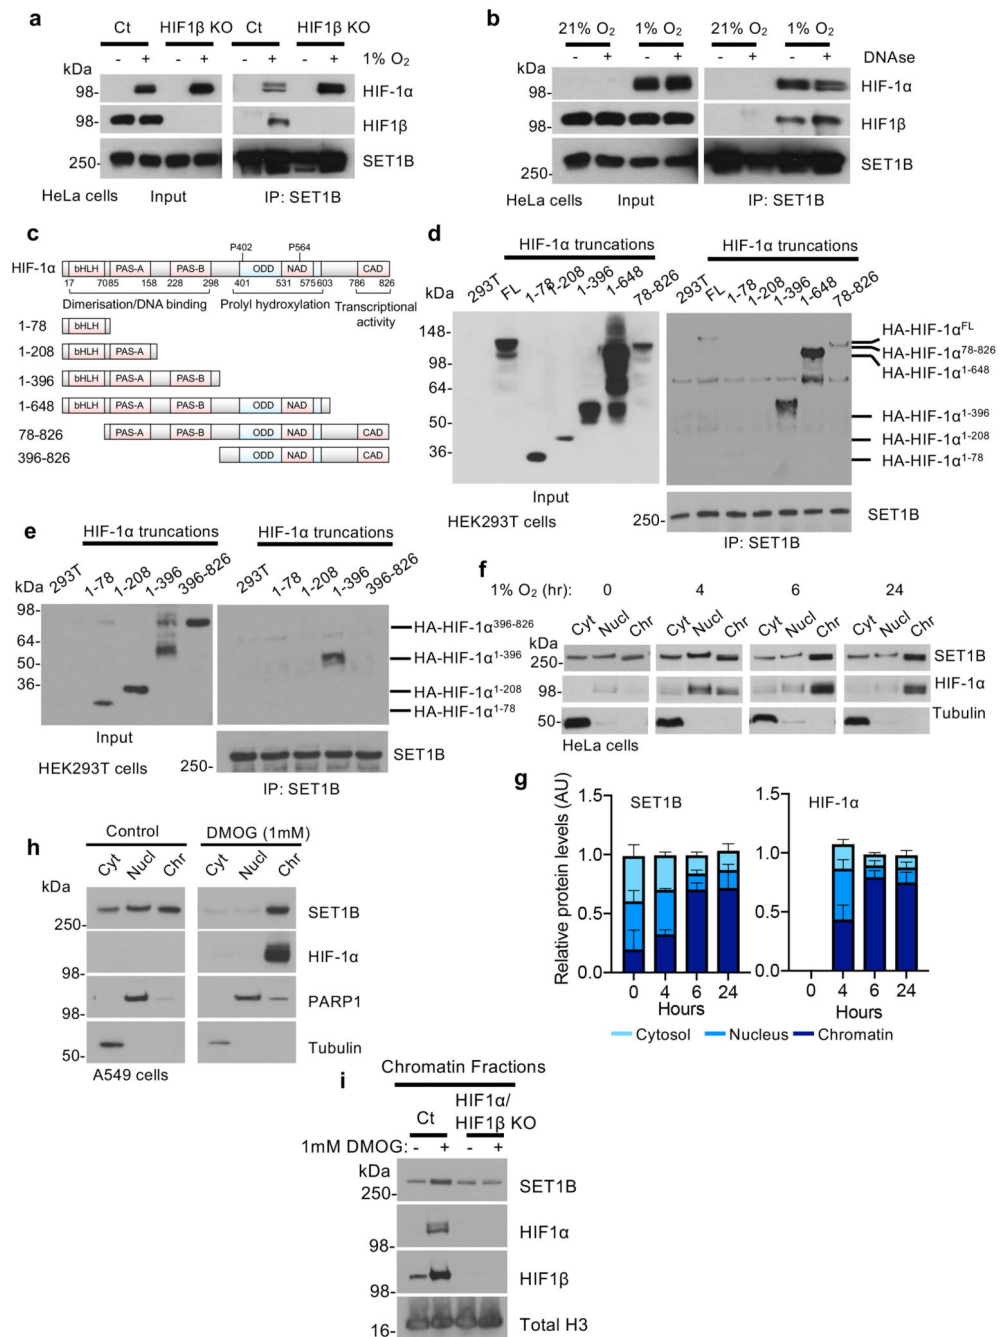 a
Ct HIF1β KO Ct HIF1β KO
- + - + - + - + 1% O₂
kDa
98- HIF-1α
98- HIF1β
250- SET1B
HeLa cells Input IP: SET1B
b
21% O₂ 1% O₂ 21% O₂ 1% O₂
- + - + - + - + DNAse
kDa
98- HIF-1α
98- HIF1β
250- SET1B
HeLa cells Input IP: SET1B
c
P402 P564
HIF-1α bHLH PAS-A PAS-B ODD NAD CAD
17 70 85 158 228 298 401 531 575 603 786 826
Dimerisation/DNA binding Prolyl hydroxylation Transcriptional
activity
1-78 bHLH
1-208 bHLH PAS-A
1-396 bHLH PAS-A PAS-B
1-648 bHLH PAS-A PAS-B ODD NAD
78-826 PAS-A PAS-B ODD NAD CAD
396-826 ODD NAD CAD
d
HIF-1α truncations HIF-1α truncations
kDa 293T FL 1-78 1-208 1-396 1-648 78-826 293T FL 1-78 1-208 1-396 1-648 78-826
148-
98-
64-
50-
36-
HA-HIF-1α^FL
HA-HIF-1α^78-826
HA-HIF-1α^1-648
HA-HIF-1α^1-396
HA-HIF-1α^1-208
HA-HIF-1α^1-78
Input
HEK293T cells
250- SET1B
IP: SET1B
e
HIF-1α truncations HIF-1α truncations
kDa 293T 1-78 1-208 1-396 396-826 293T 1-78 1-208 1-396 396-826
98-
64-
50-
36-
HA-HIF-1α^396-826
HA-HIF-1α^1-396
HA-HIF-1α^1-208
HA-HIF-1α^1-78
Input
HEK293T cells
250- SET1B
IP: SET1B
f
1% O₂ (hr): 0 4 6 24
Cyt Nucl Chr Cyt Nucl Chr Cyt Nucl Chr Cyt Nucl Chr
kDa
250- SET1B
98- HIF-1α
50- Tubulin
HeLa cells
g
Relative protein levels (AU)
SET1B HIF-1α
1.5 1.5
1.0 1.0
0.5 0.5
0.0 0.0
0 4 6 24 0 4 6 24
Hours Hours
Cytosol Nucleus Chromatin
h
Control DMOG (1mM)
Cyt Nucl Chr Cyt Nucl Chr
kDa
250- SET1B
98- HIF-1α
98- PARP1
50- Tubulin
A549 cells
i
Chromatin Fractions
Ct HIF1α/
HIF1β KO
1mM DMOG: - + - +
kDa
250- SET1B
98- HIF1α
98- HIF1β
16- Total H3